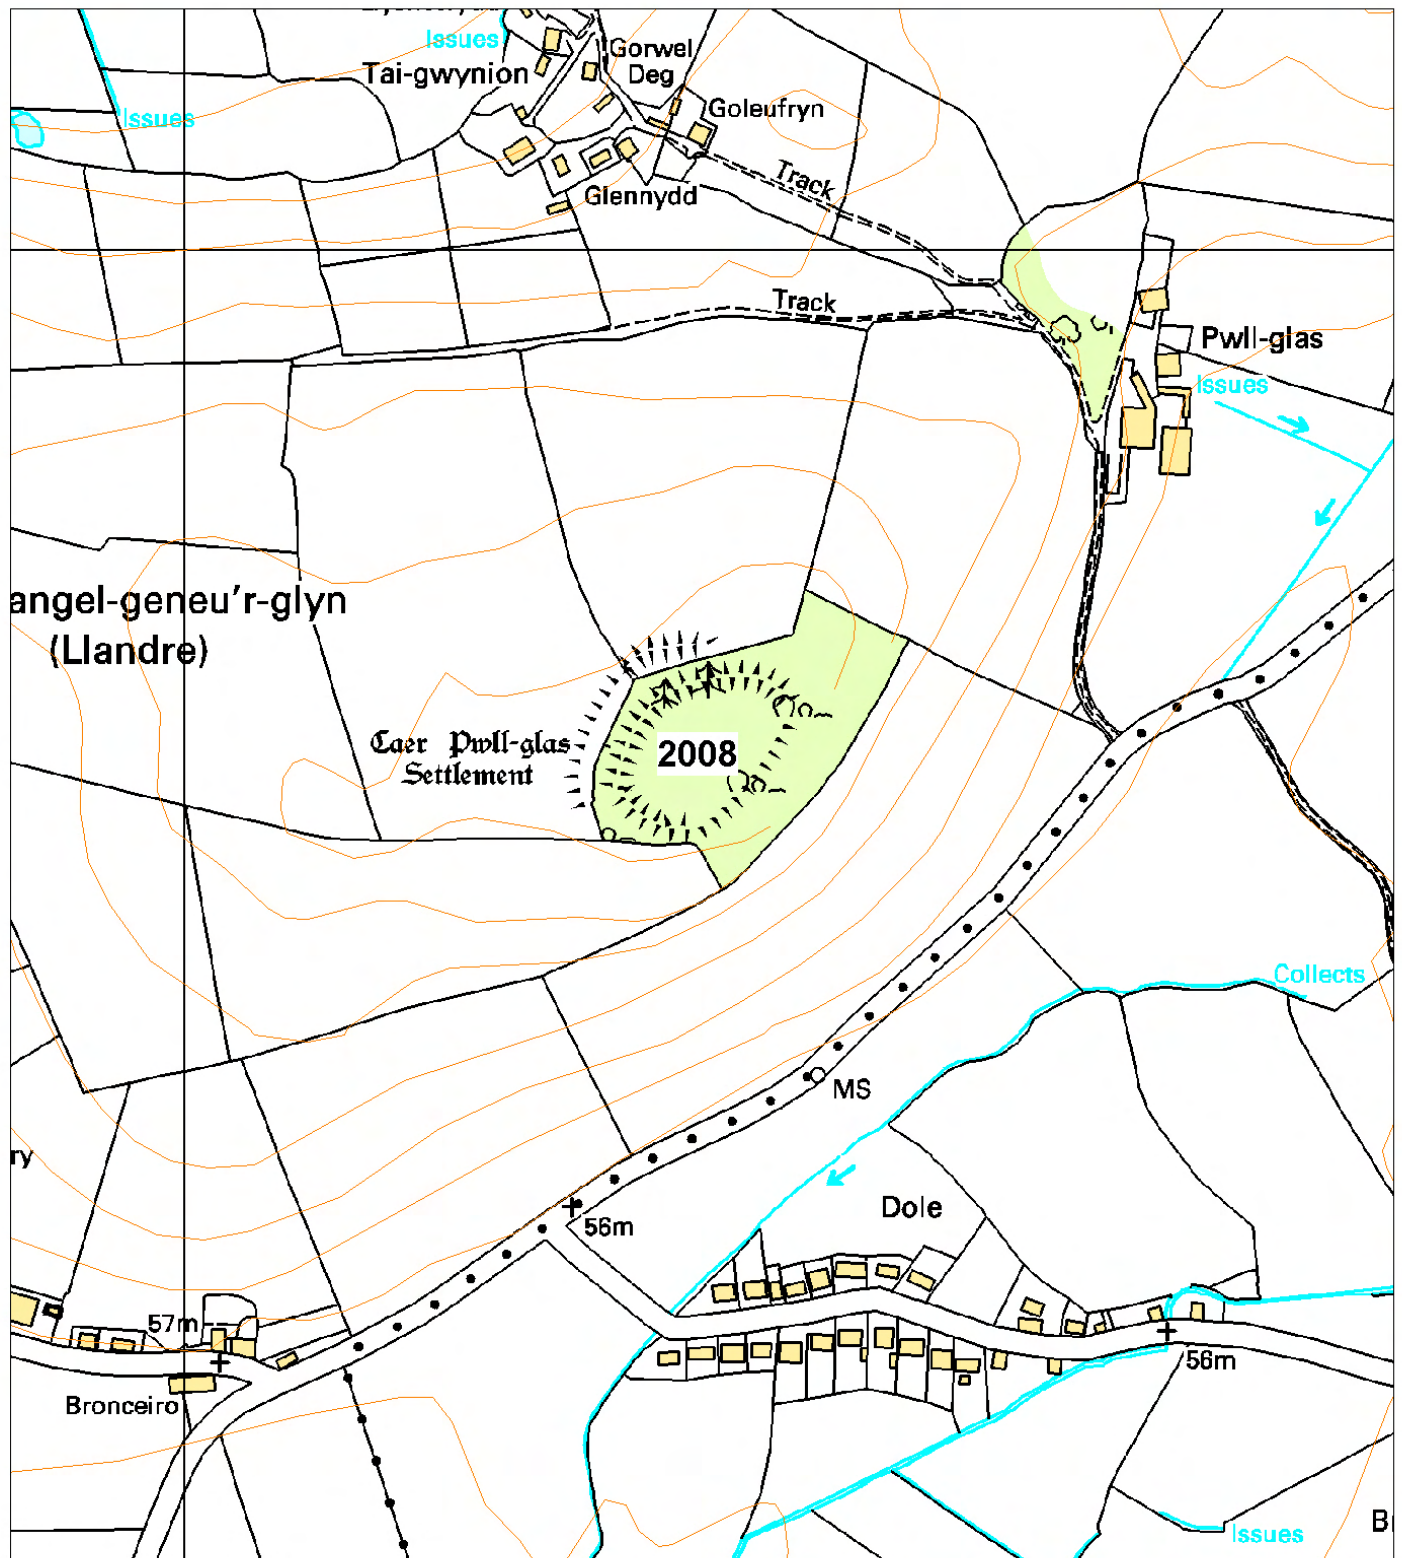 Issues
Gorwel
Deg
Tai-gwynion
Goleufryn
Issues
Track
Glennydd
Track
Pwll-glas
Issues
angel-geneu'r-glyn
(Llandre)
Caer Pwll-glas
Settlement
2008
Collects
MS
ry
Dole
56m
57m
56m
Bronceiro
Issues
B